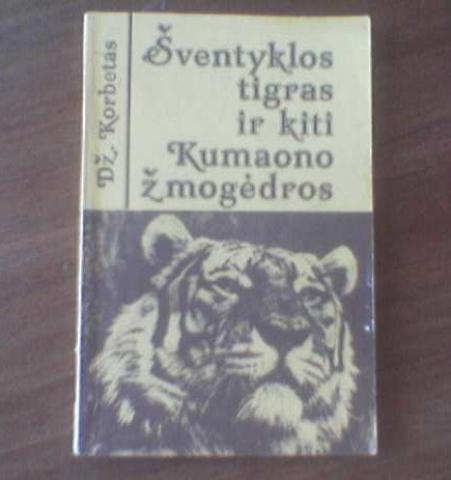 Dž. Korbetas
Šventyklos
tigras
ir kiti
Kumaono
žmogėdros